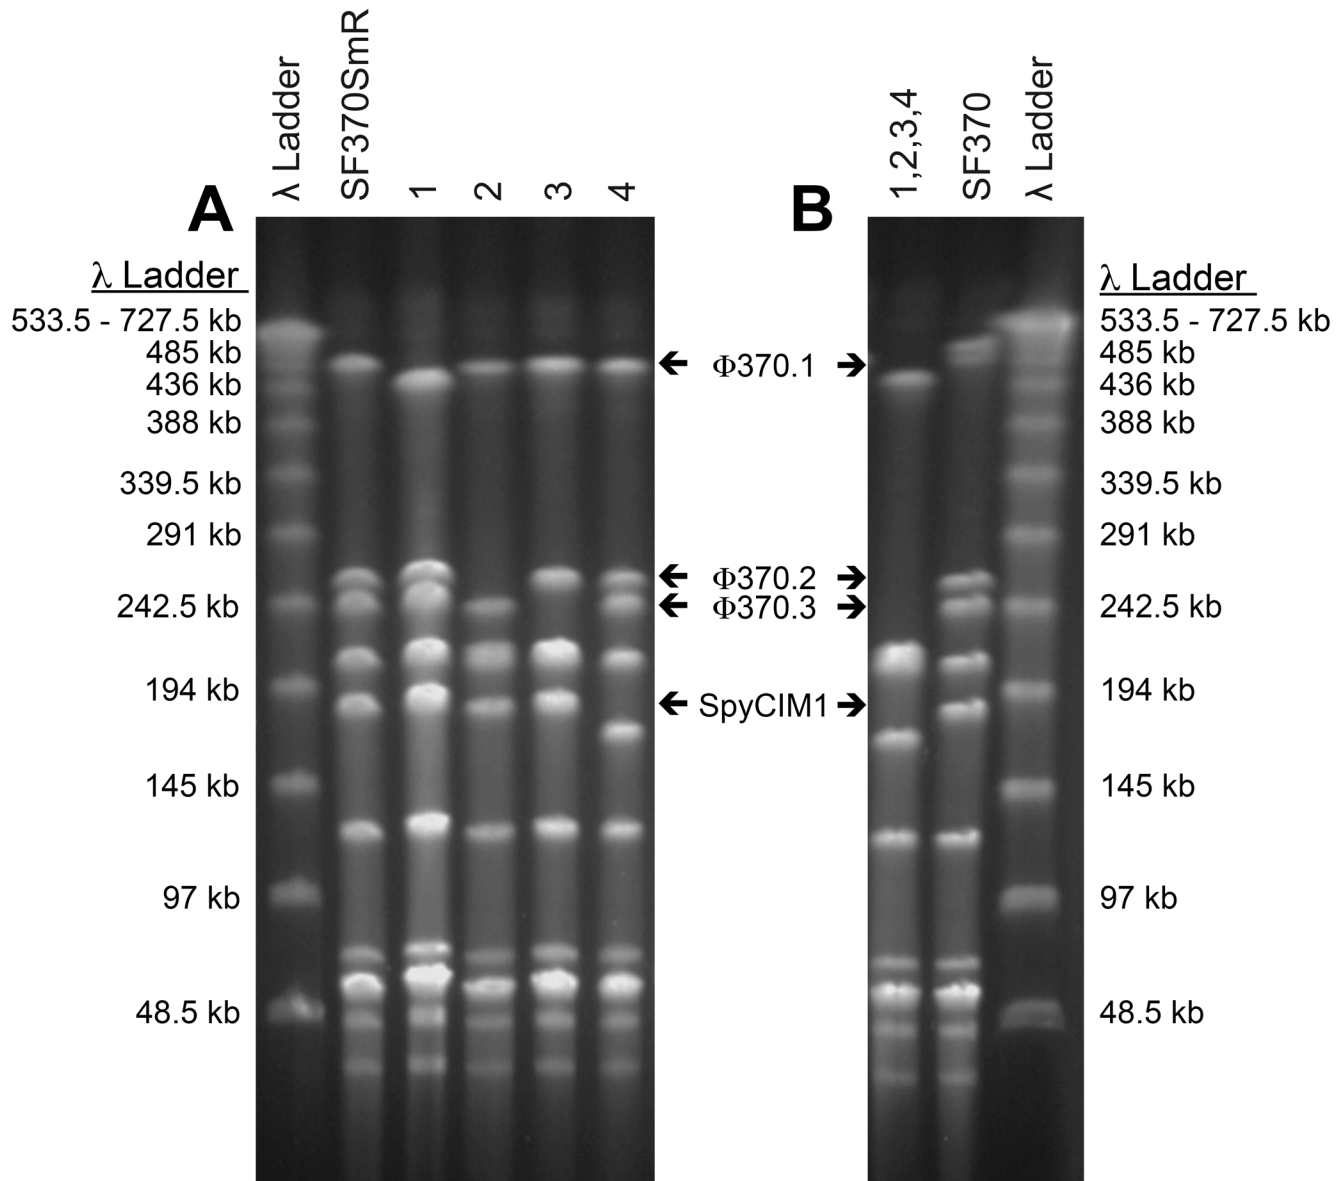 λ Ladder
SF370SmR
1
2
3
4
1,2,3,4
SF370
λ Ladder
A
B
λ Ladder
533.5 - 727.5 kb
485 kb
436 kb
388 kb
339.5 kb
291 kb
242.5 kb
194 kb
145 kb
97 kb
48.5 kb
Φ370.1
Φ370.2
Φ370.3
SpyCIM1
λ Ladder
533.5 - 727.5 kb
485 kb
436 kb
388 kb
339.5 kb
291 kb
242.5 kb
194 kb
145 kb
97 kb
48.5 kb